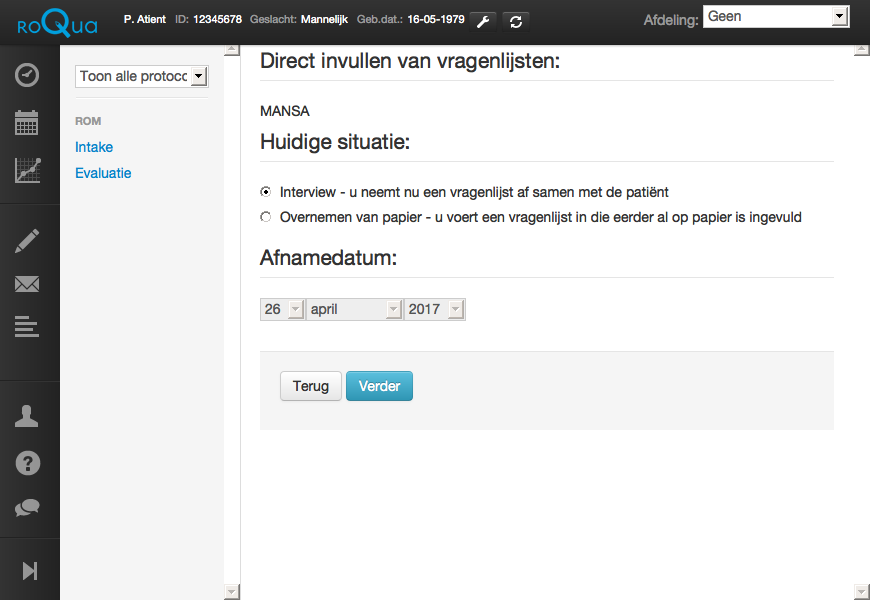 roQua
P. Atient ID: 12345678 Geslacht: Mannelijk Geb.dat.: 16-05-1979
Afdeling: Geen
Toon alle protoco
ROM
Intake
Evaluatie
Direct invullen van vragenlijsten:
MANSA
Huidige situatie:
Interview - u neemt nu een vragenlijst af samen met de patiënt
Overnemen van papier - u voert een vragenlijst in die eerder al op papier is ingevuld
Afnamedatum:
26 april 2017
Terug Verder